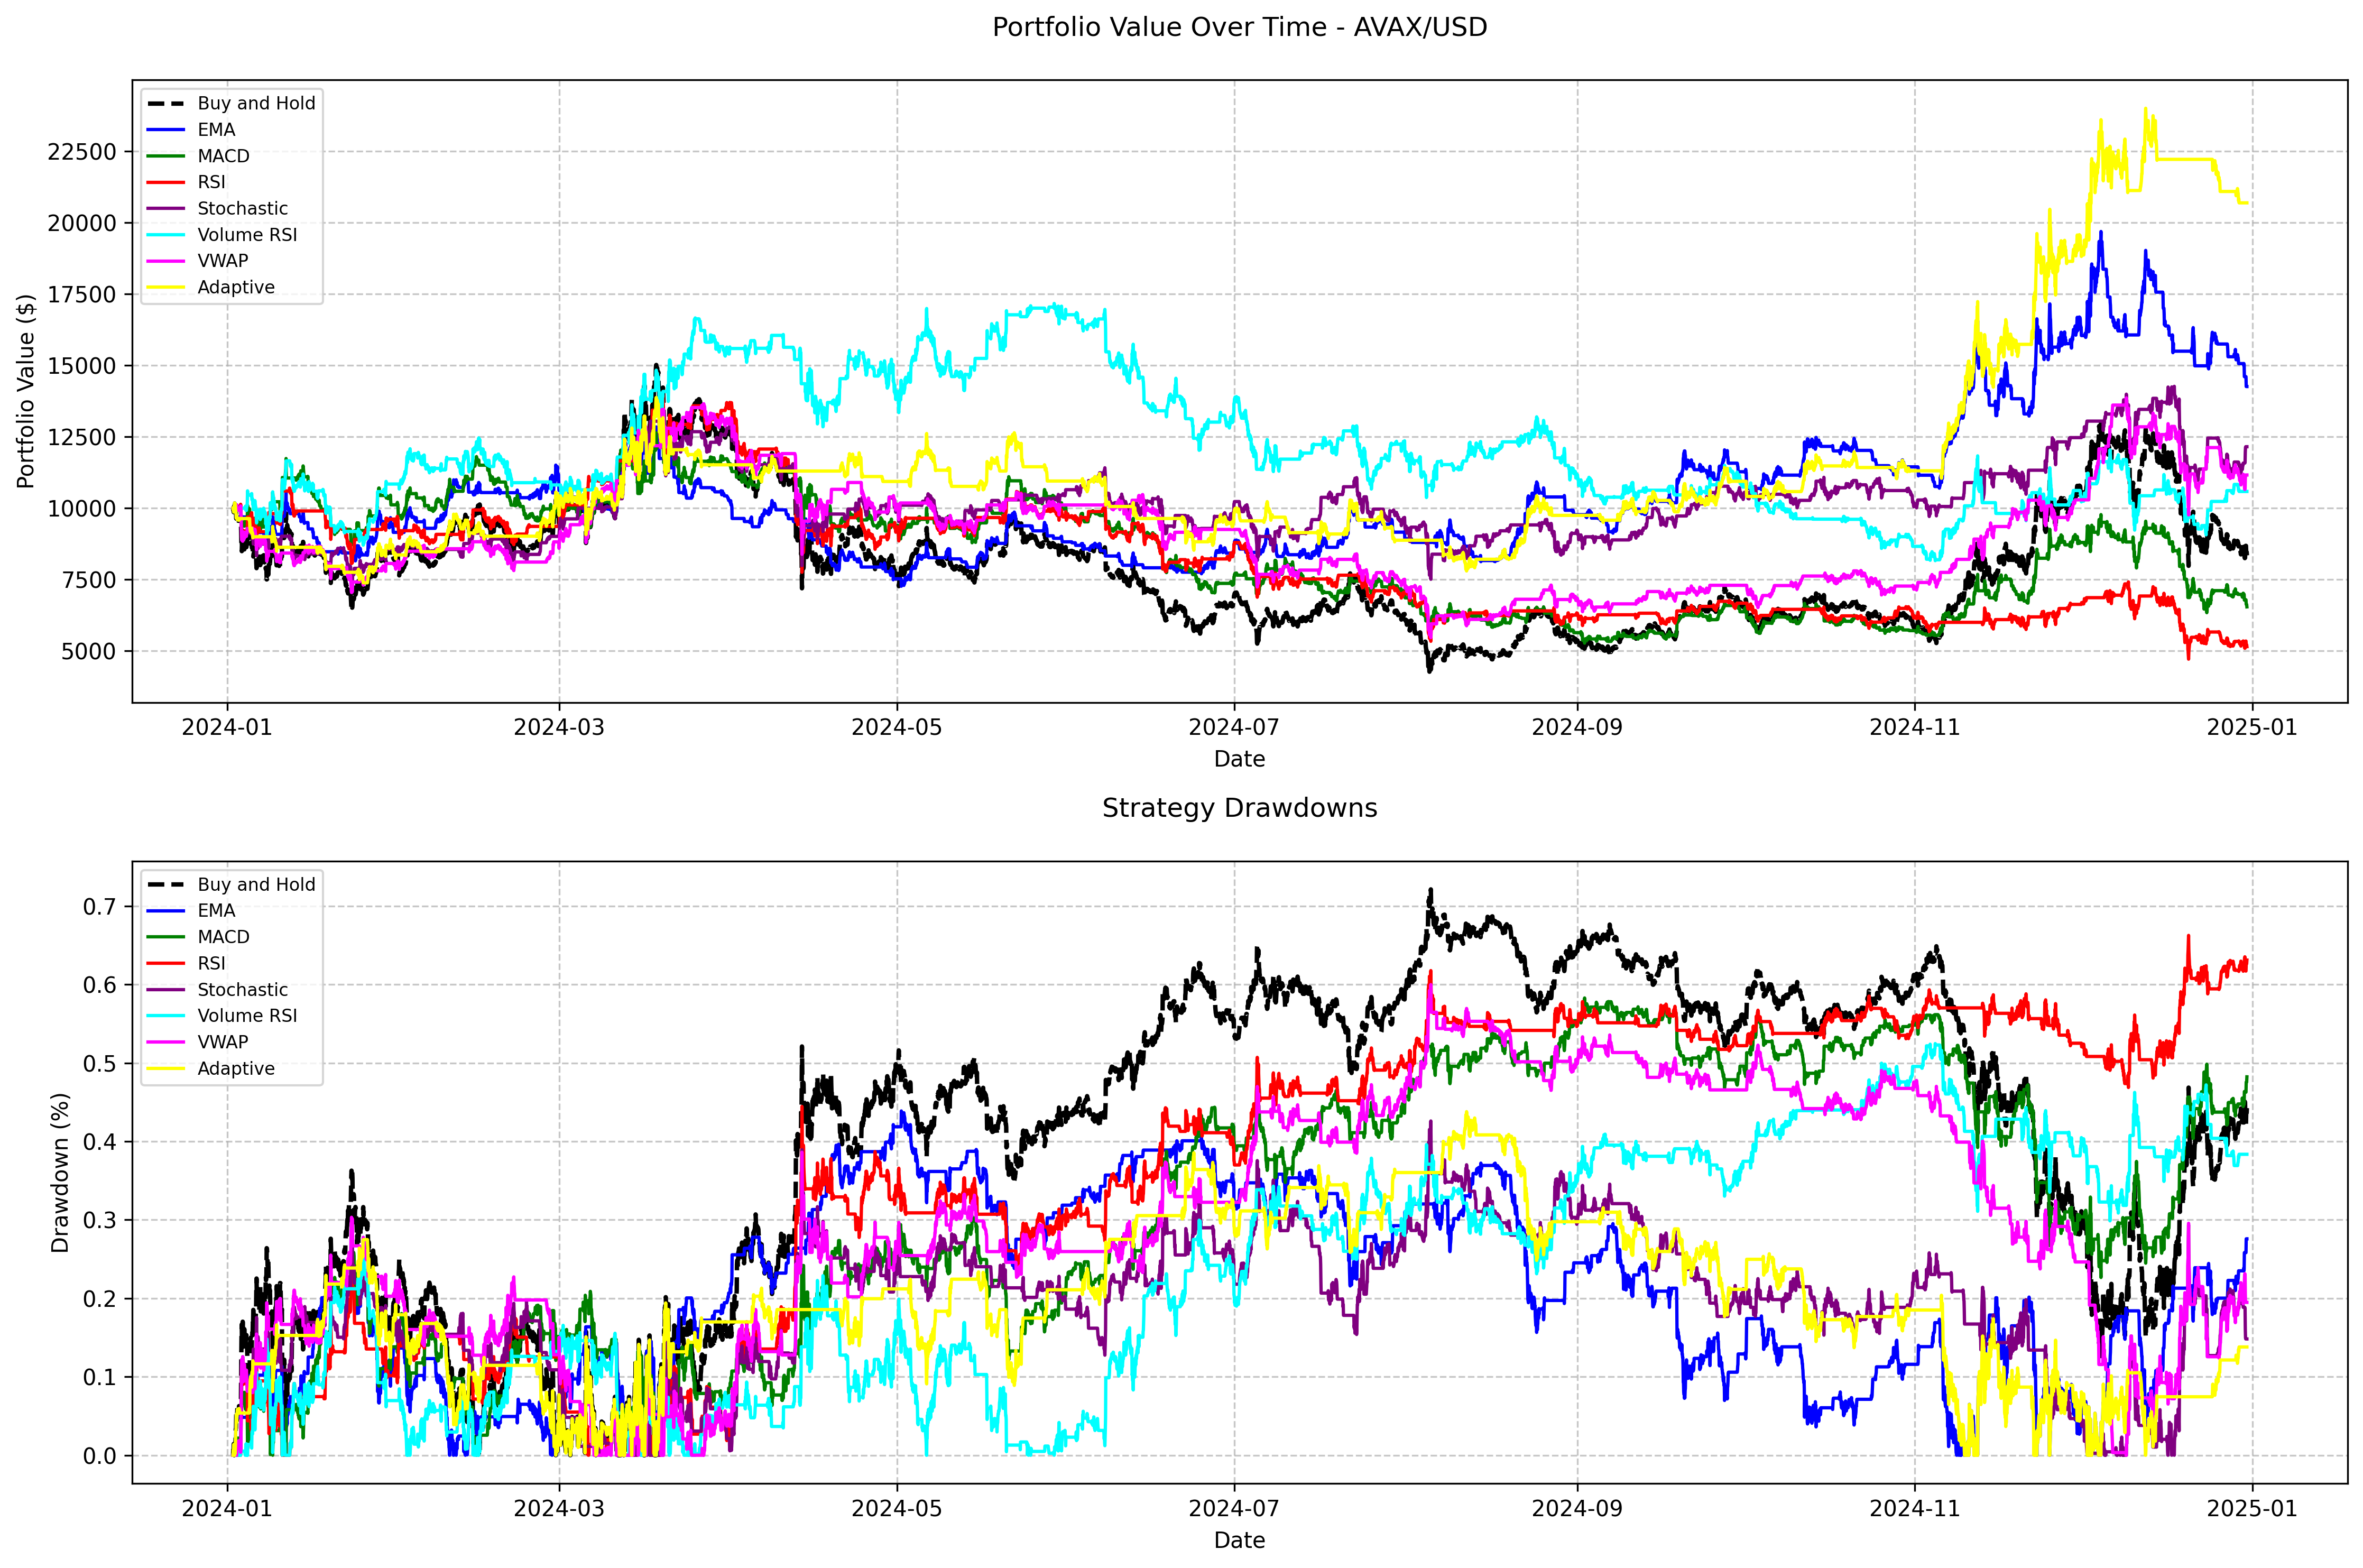 Portfolio Value Over Time - AVAX/USD
Buy and Hold
EMA
MACD
RSI
Stochastic
Volume RSI
VWAP
Adaptive
Portfolio Value ($)
22500
20000
17500
15000
12500
10000
7500
5000
2024-01 2024-03 2024-05 2024-07 2024-09 2024-11 2025-01
Date
Strategy Drawdowns
Buy and Hold
EMA
MACD
RSI
Stochastic
Volume RSI
VWAP
Adaptive
Drawdown (%)
0.7
0.6
0.5
0.4
0.3
0.2
0.1
0.0
2024-01 2024-03 2024-05 2024-07 2024-09 2024-11 2025-01
Date